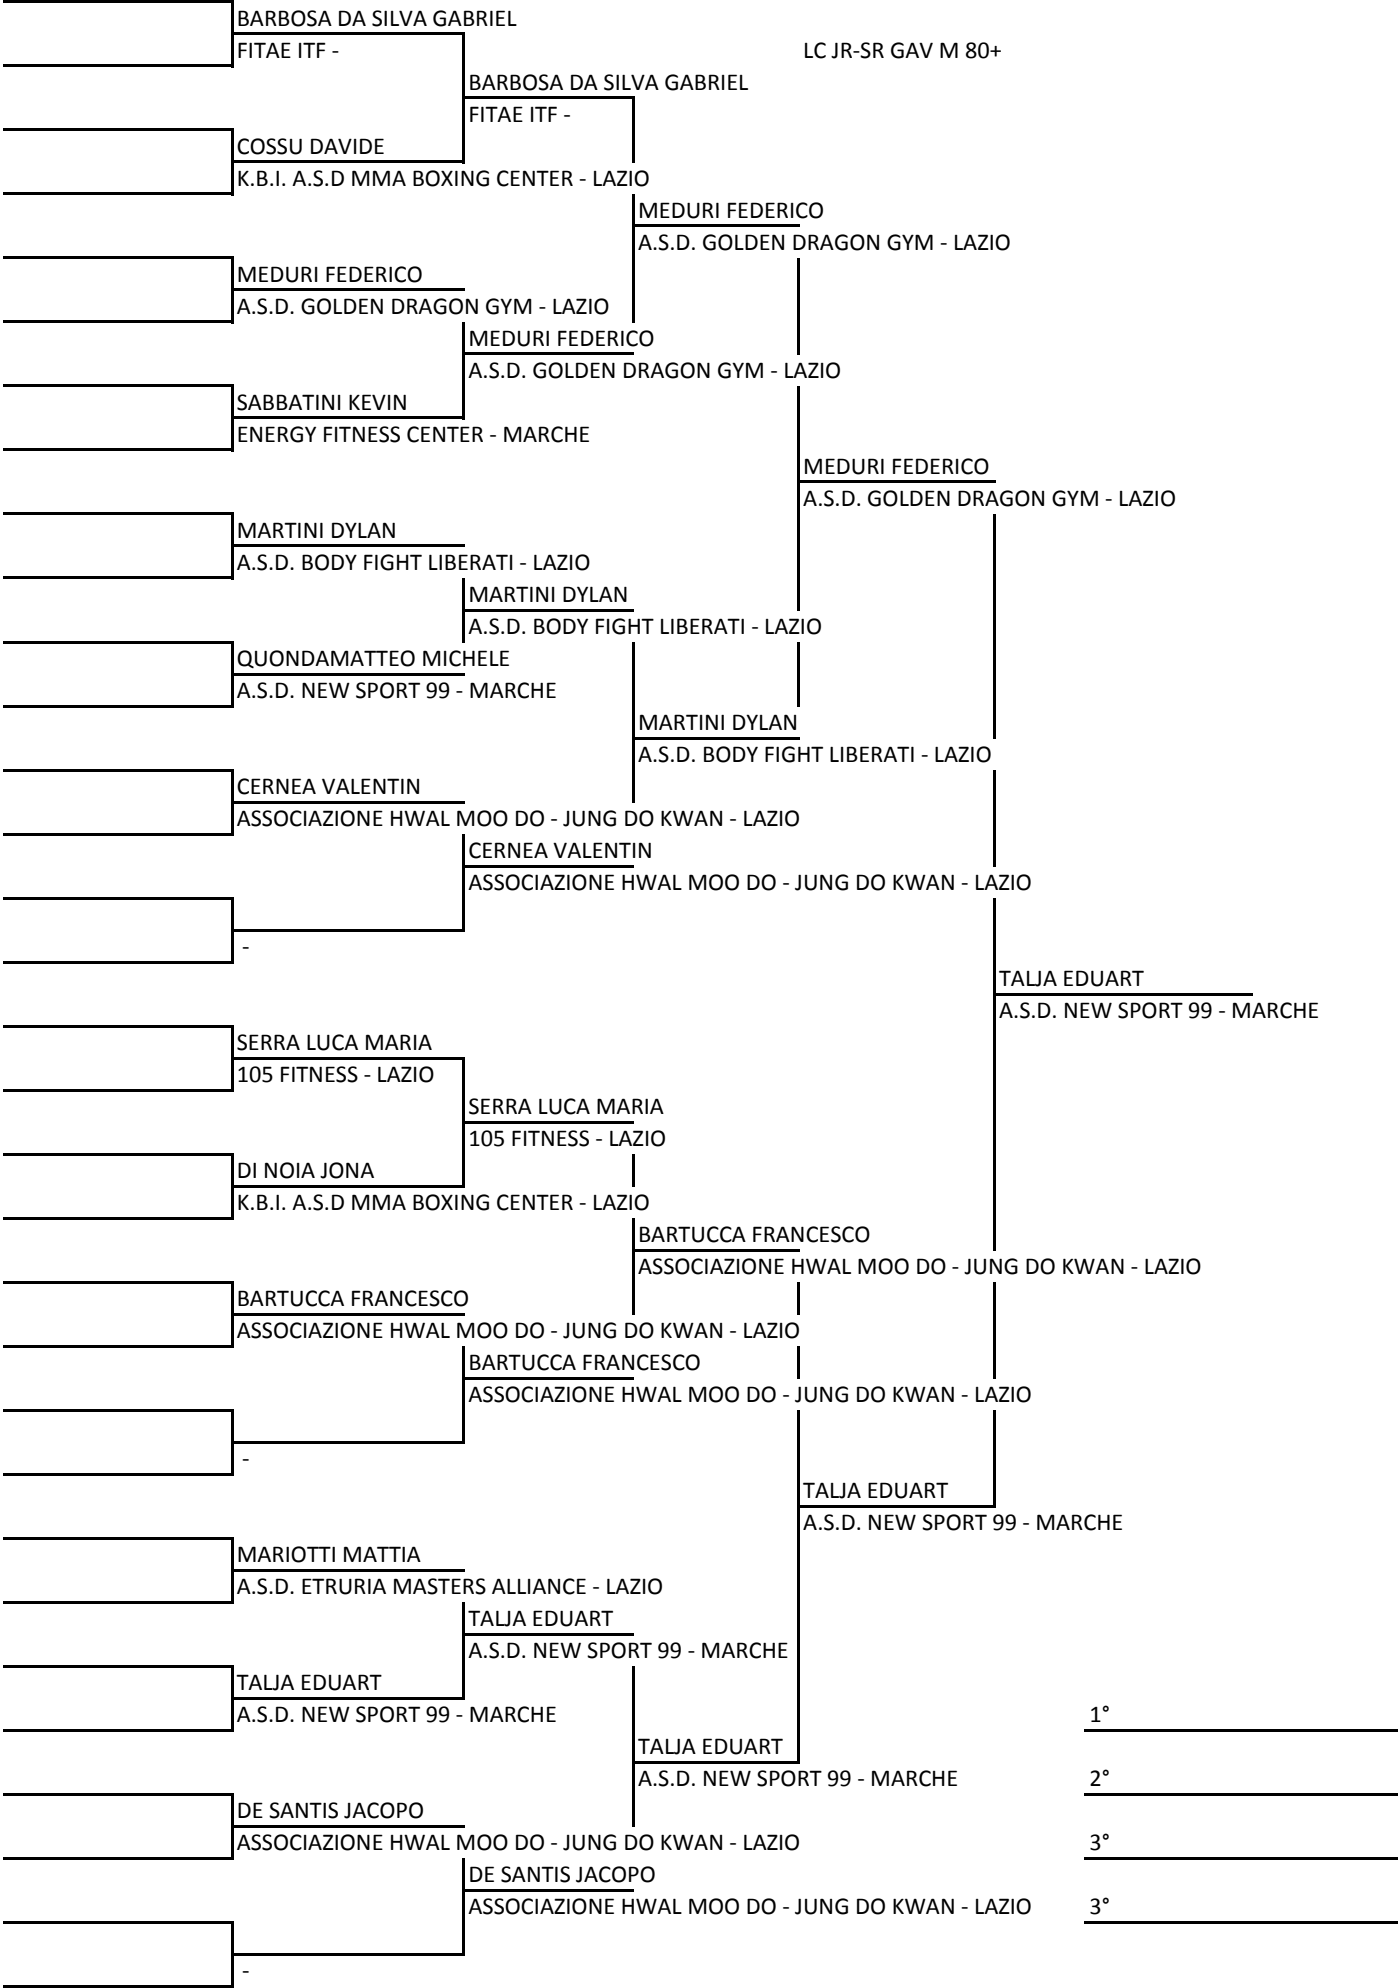 BARBOSA DA SILVA GABRIEL
FITAE ITF -
LC JR-SR GAV M 80+
BARBOSA DA SILVA GABRIEL
FITAE ITF -
COSSU DAVIDE
K.B.I. A.S.D MMA BOXING CENTER - LAZIO
MEDURI FEDERICO
A.S.D. GOLDEN DRAGON GYM - LAZIO
MEDURI FEDERICO
A.S.D. GOLDEN DRAGON GYM - LAZIO
MEDURI FEDERICO
A.S.D. GOLDEN DRAGON GYM - LAZIO
SABBATINI KEVIN
ENERGY FITNESS CENTER - MARCHE
MEDURI FEDERICO
A.S.D. GOLDEN DRAGON GYM - LAZIO
MARTINI DYLAN
A.S.D. BODY FIGHT LIBERATI - LAZIO
MARTINI DYLAN
A.S.D. BODY FIGHT LIBERATI - LAZIO
QUONDAMATTEO MICHELE
A.S.D. NEW SPORT 99 - MARCHE
MARTINI DYLAN
A.S.D. BODY FIGHT LIBERATI - LAZIO
CERNEA VALENTIN
ASSOCIAZIONE HWAL MOO DO - JUNG DO KWAN - LAZIO
CERNEA VALENTIN
ASSOCIAZIONE HWAL MOO DO - JUNG DO KWAN - LAZIO
-
TALJA EDUART
A.S.D. NEW SPORT 99 - MARCHE
SERRA LUCA MARIA
105 FITNESS - LAZIO
SERRA LUCA MARIA
105 FITNESS - LAZIO
DI NOIA JONA
K.B.I. A.S.D MMA BOXING CENTER - LAZIO
BARTUCCA FRANCESCO
ASSOCIAZIONE HWAL MOO DO - JUNG DO KWAN - LAZIO
BARTUCCA FRANCESCO
ASSOCIAZIONE HWAL MOO DO - JUNG DO KWAN - LAZIO
BARTUCCA FRANCESCO
ASSOCIAZIONE HWAL MOO DO - JUNG DO KWAN - LAZIO
-
TALJA EDUART
A.S.D. NEW SPORT 99 - MARCHE
MARIOTTI MATTIA
A.S.D. ETRURIA MASTERS ALLIANCE - LAZIO
TALJA EDUART
A.S.D. NEW SPORT 99 - MARCHE
TALJA EDUART
A.S.D. NEW SPORT 99 - MARCHE
1°
TALJA EDUART
A.S.D. NEW SPORT 99 - MARCHE
2°
DE SANTIS JACOPO
ASSOCIAZIONE HWAL MOO DO - JUNG DO KWAN - LAZIO
3°
DE SANTIS JACOPO
ASSOCIAZIONE HWAL MOO DO - JUNG DO KWAN - LAZIO
3°
-